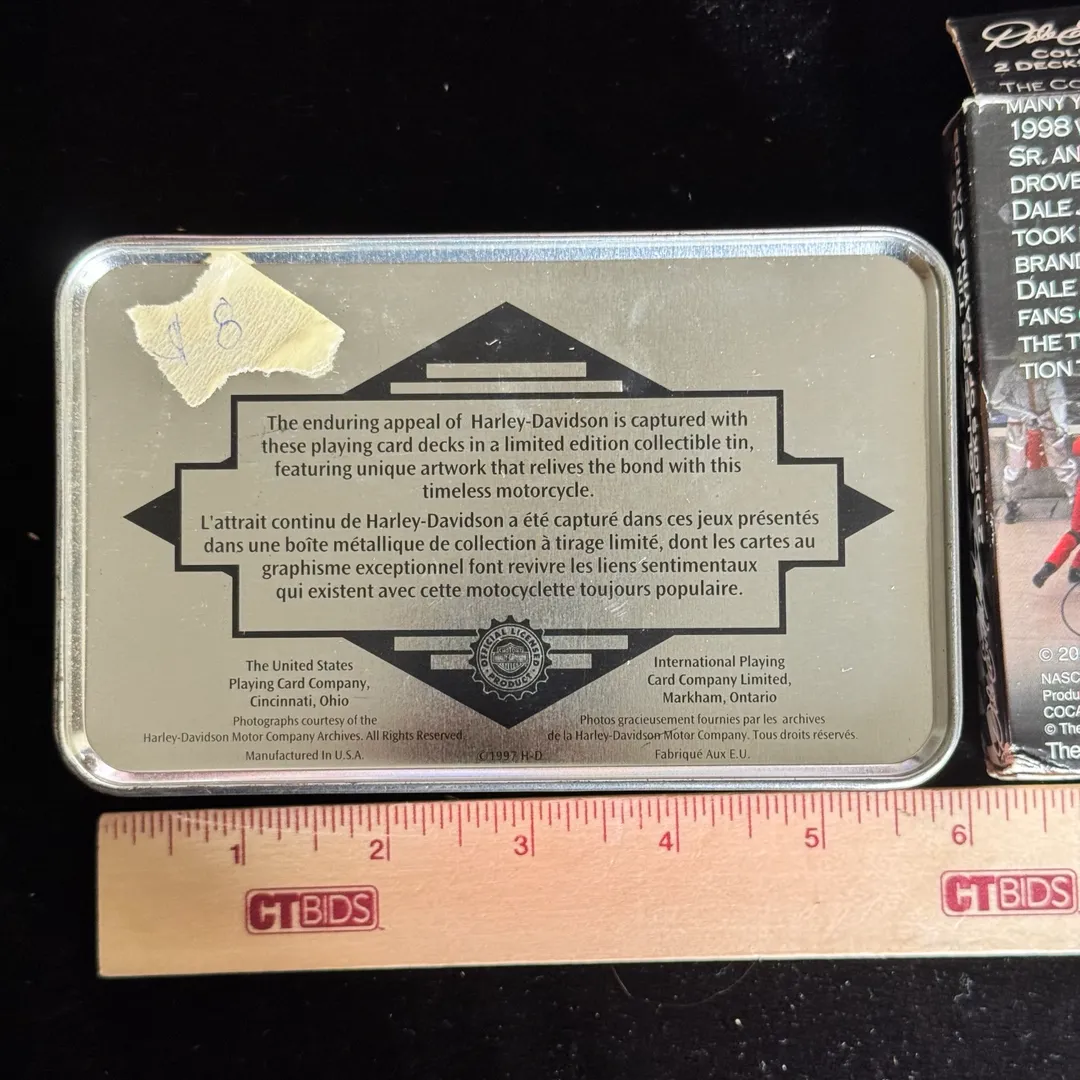 $ 8
The enduring appeal of Harley-Davidson is captured with
these playing card decks in a limited edition collectible tin,
featuring unique artwork that relives the bond with this
timeless motorcycle.
L'attrait continu de Harley-Davidson a été capturé dans ces jeux présentés
dans une boîte métallique de collection à tirage limité, dont les cartes au
graphisme exceptionnel font revivre les liens sentimentaux
qui existent avec cette motocyclette toujours populaire.
OFFICIAL LICENSED
PRODUCT
The United States
Playing Card Company,
Cincinnati, Ohio
Photographs courtesy of the
Harley-Davidson Motor Company Archives. All Rights Reserved.
Manufactured In U.S.A.
©1997 H-D
International Playing
Card Company Limited,
Markham, Ontario
Photos gracieusement fournies par les archives
de la Harley-Davidson Motor Company. Tous droits réservés.
Fabriqué Aux E.U.
2 DECKS
THE
MANY
1998
SR.
DROVE
DALE
TOOK
DALE
FANS
THE
TION
© 20
© The
The
1 2 3 4 5 6
CTBIDS
CTBIDS